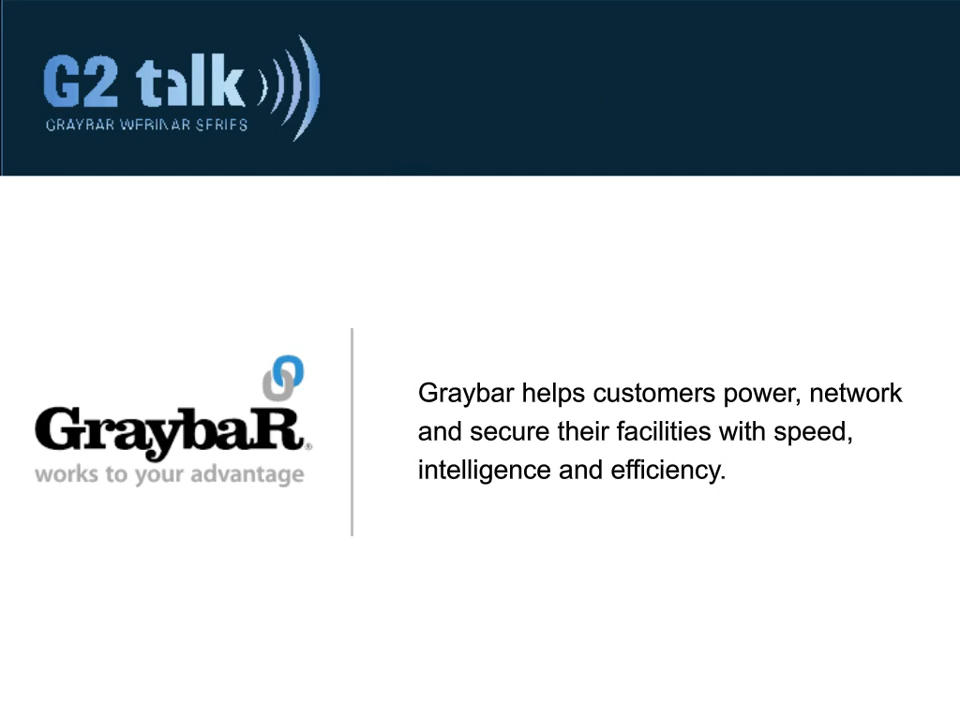 G2 talk
GRAYBAR WEBINAR SERIES
GraybaR®
works to your advantage
Graybar helps customers power, network
and secure their facilities with speed,
intelligence and efficiency.